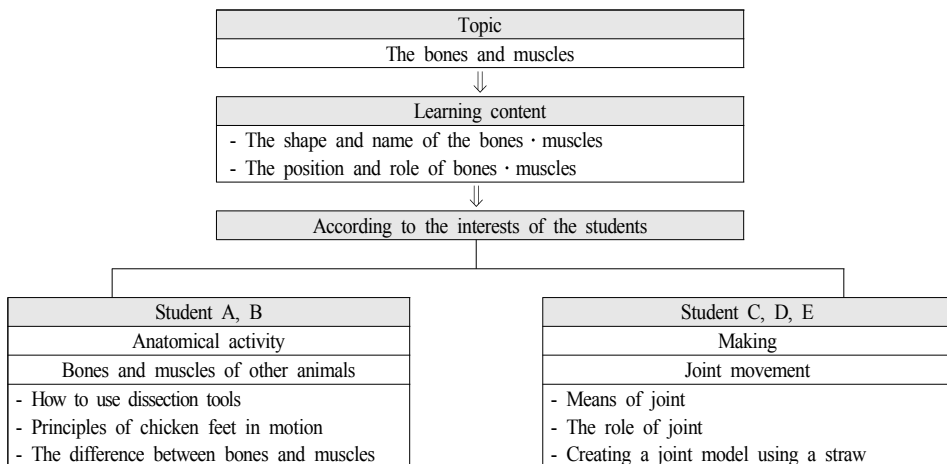 Topic
The bones and muscles
Learning content
- The shape and name of the bones · muscles
- The position and role of bones · muscles
According to the interests of the students
Student A, B
Anatomical activity
Bones and muscles of other animals
- How to use dissection tools
- Principles of chicken feet in motion
- The difference between bones and muscles
Student C, D, E
Making
Joint movement
- Means of joint
- The role of joint
- Creating a joint model using a straw